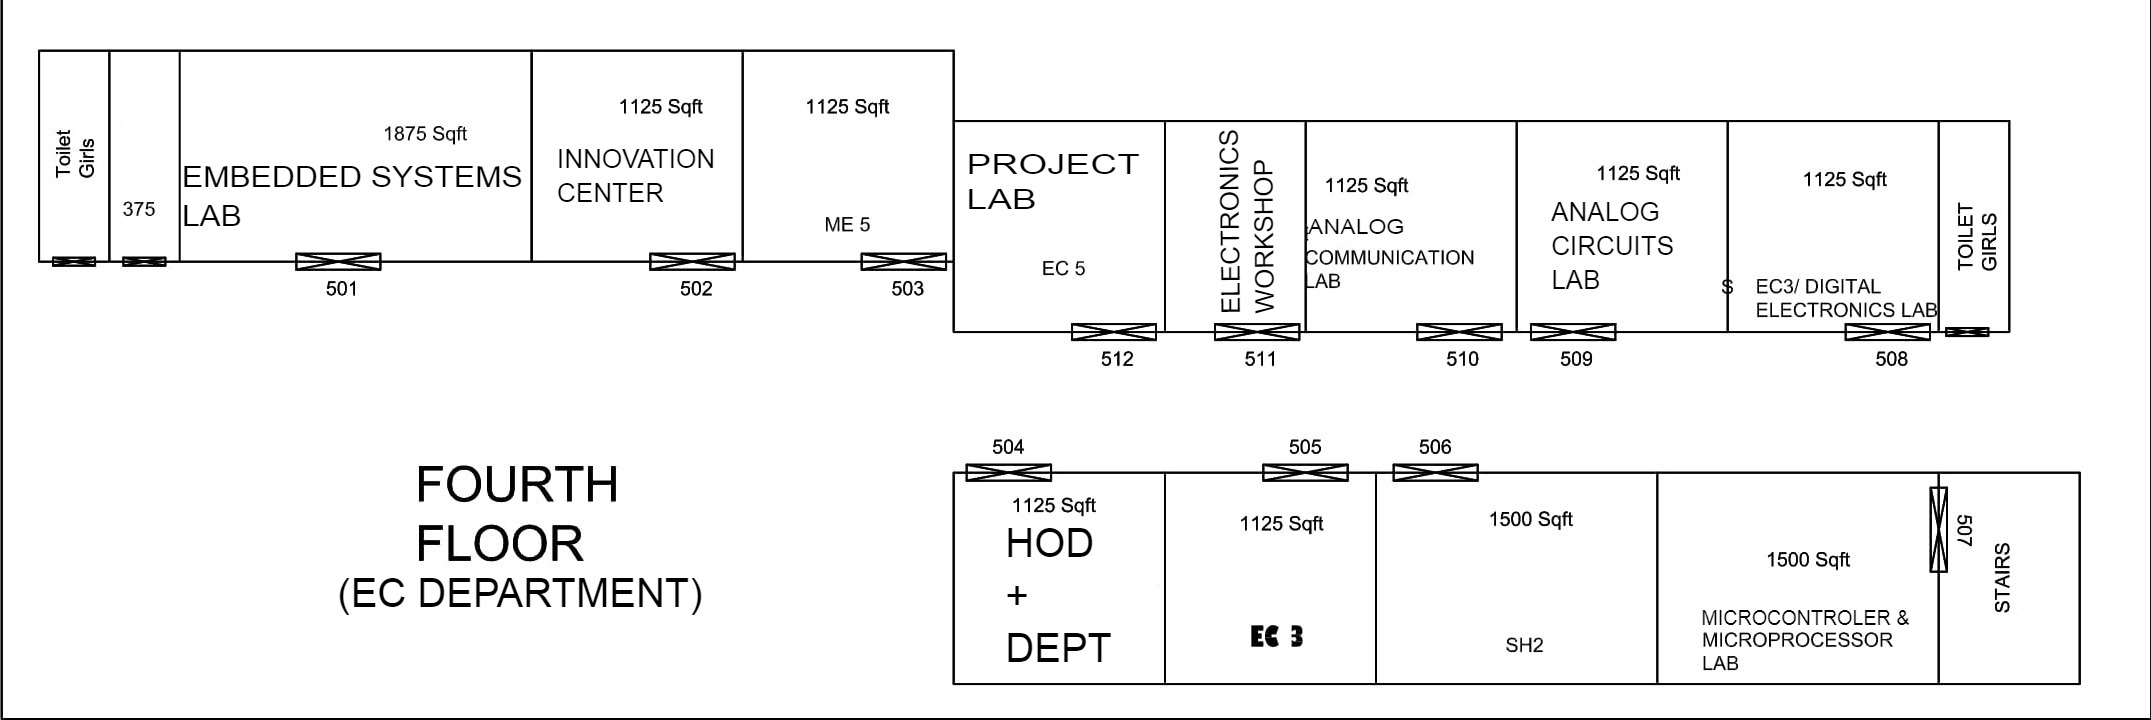 Toilet
Girls
375
1875 Sqft
EMBEDDED SYSTEMS
LAB
501
1125 Sqft
INNOVATION
CENTER
502
1125 Sqft
ME 5
503
PROJECT
LAB
EC 5
512
ELECTRONICS
WORKSHOP
511
1125 Sqft
ANALOG
COMMUNICATION
LAB
510
1125 Sqft
ANALOG
CIRCUITS
LAB
509
1125 Sqft
S
EC3/ DIGITAL
ELECTRONICS LAB
508
TOILET
GIRLS
FOURTH
FLOOR
(EC DEPARTMENT)
504
1125 Sqft
HOD
+
DEPT
505
1125 Sqft
EC 3
506
1500 Sqft
SH2
1500 Sqft
MICROCONTROLER &
MICROPROCESSOR
LAB
507
STAIRS